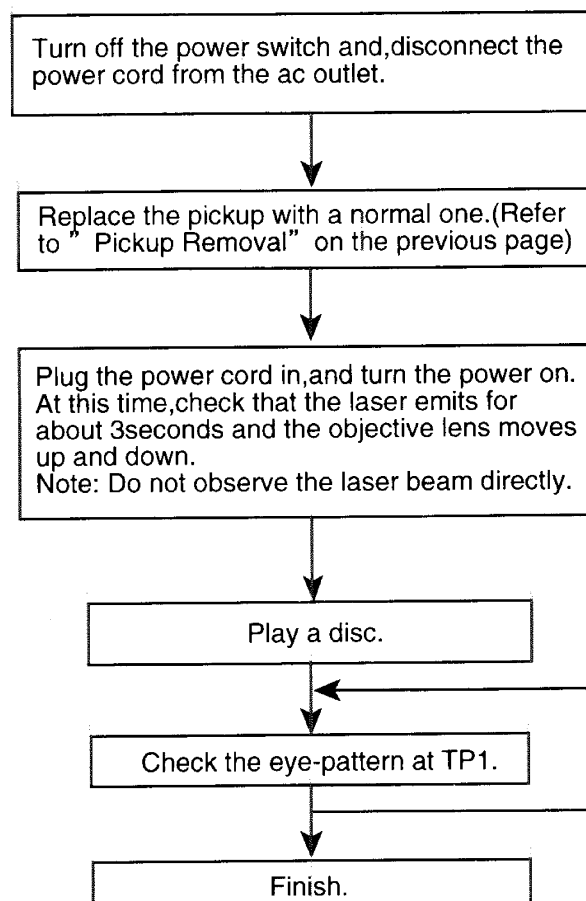 Turn off the power switch and,disconnect the
power cord from the ac outlet.
Replace the pickup with a normal one.(Refer
to ” Pickup Removal” on the previous page)
Plug the power cord in,and turn the power on.
At this time,check that the laser emits for
about 3seconds and the objective lens moves
up and down.
Note: Do not observe the laser beam directly.
Play a disc.
Check the eye-pattern at TP1.
Finish.